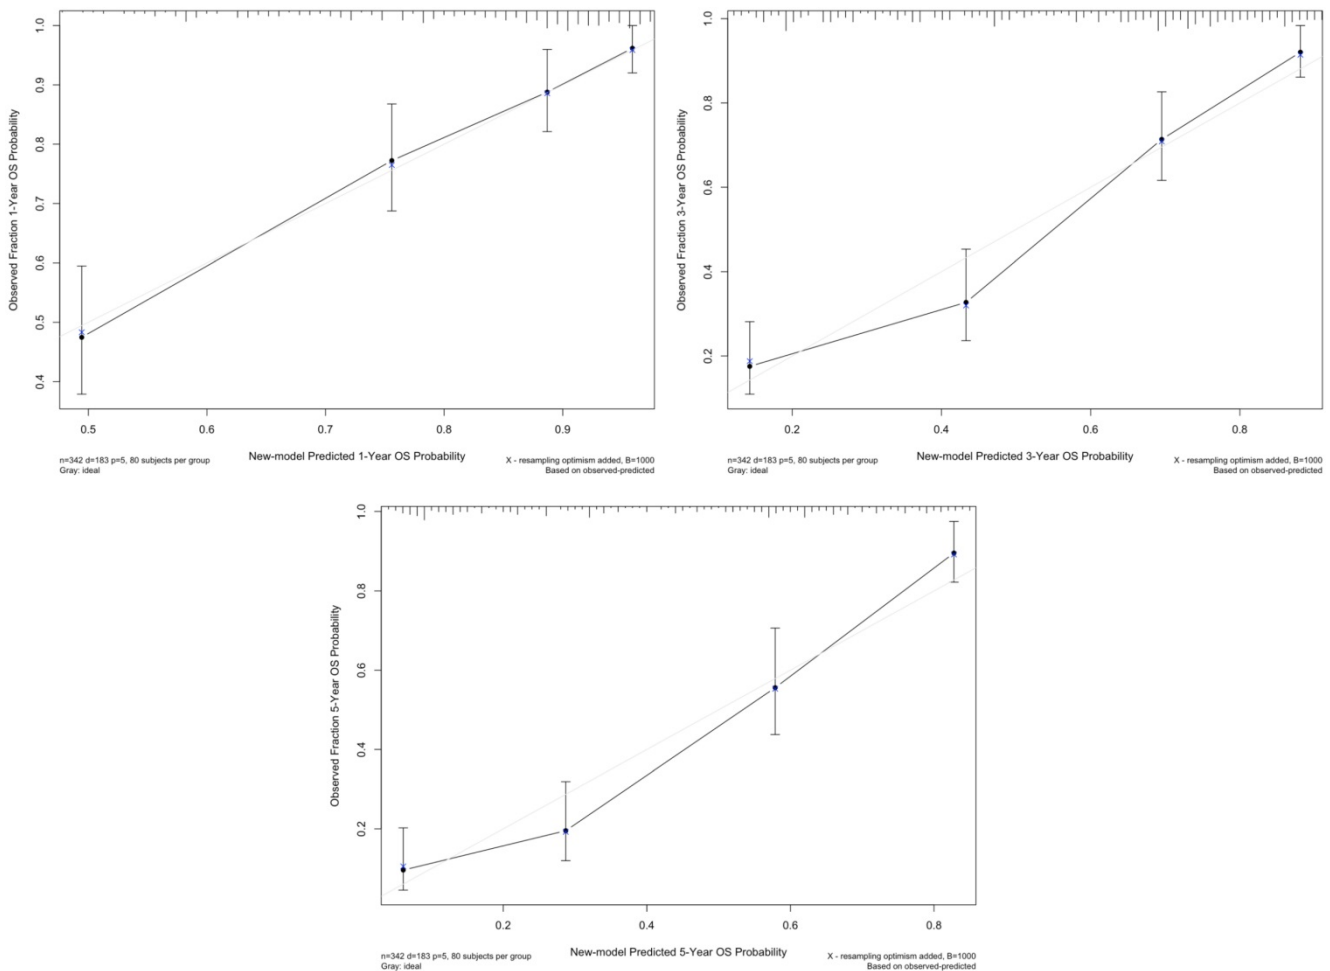 1.0
0.9
0.8
0.7
0.6
0.5
0.4
Observed Fraction 1-Year OS Probability
0.5 0.6 0.7 0.8 0.9
n=342 d=183 p=5, 80 subjects per group
Gray: ideal
New-model Predicted 1-Year OS Probability
X - resampling optimism added, B=1000
Based on observed-predicted
1.0
0.8
0.6
0.4
0.2
Observed Fraction 3-Year OS Probability
0.2 0.4 0.6 0.8
n=342 d=183 p=5, 80 subjects per group
Gray: ideal
New-model Predicted 3-Year OS Probability
X - resampling optimism added, B=1000
Based on observed-predicted
1.0
0.8
0.6
0.4
0.2
Observed Fraction 5-Year OS Probability
0.2 0.4 0.6 0.8
n=342 d=183 p=5, 80 subjects per group
Gray: ideal
New-model Predicted 5-Year OS Probability
X - resampling optimism added, B=1000
Based on observed-predicted